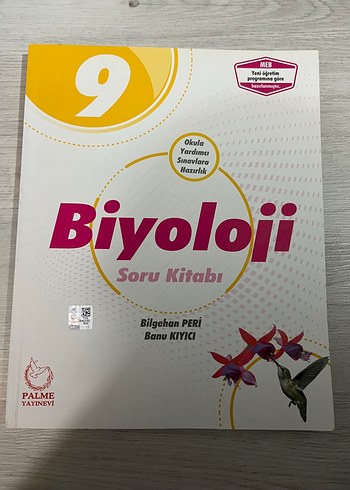 9
MEB
Yeni öğretim
programına göre
hazırlanmıştır.
Okula
Yardımcı
Sınavlara
Hazırlık
Biyoloji
Soru Kitabı
Bilgehan PERİ
Banu KIYICI
PALME
YAYINEVİ